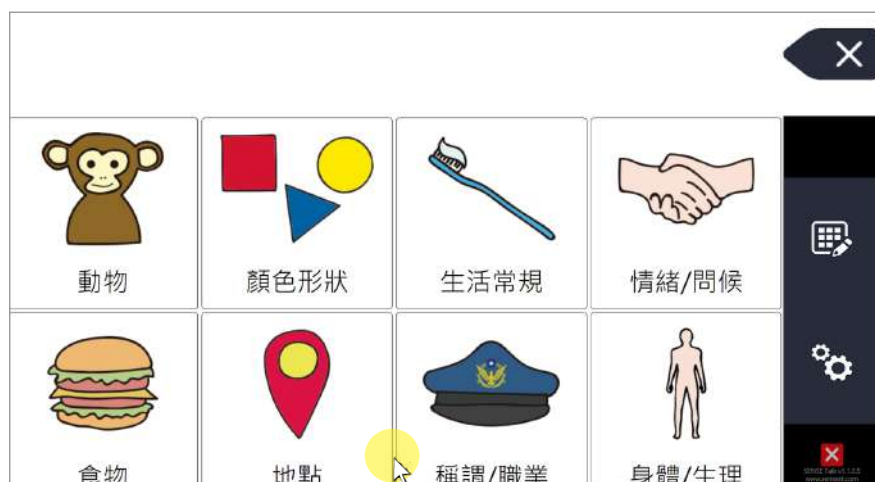 動物
顏色形狀
生活常規
情緒/問候
食物
地點
稱謂/職業
身體/生理